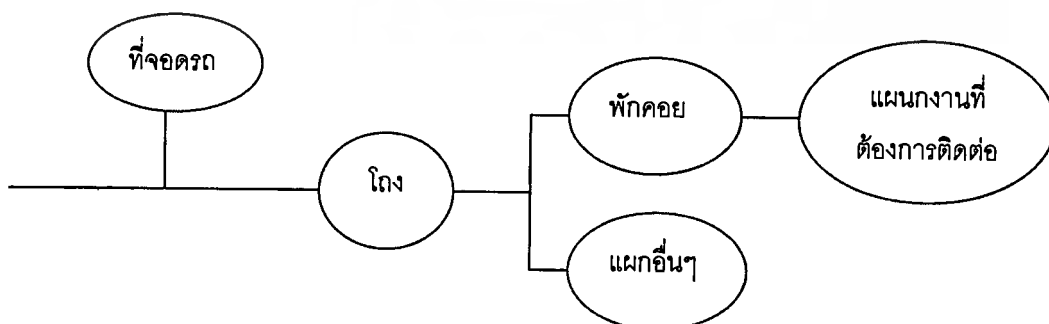 ที่จอดรถ
โถง
พักคอย
แผนกงานที่
ต้องการติดต่อ
แผกอื่นๆ